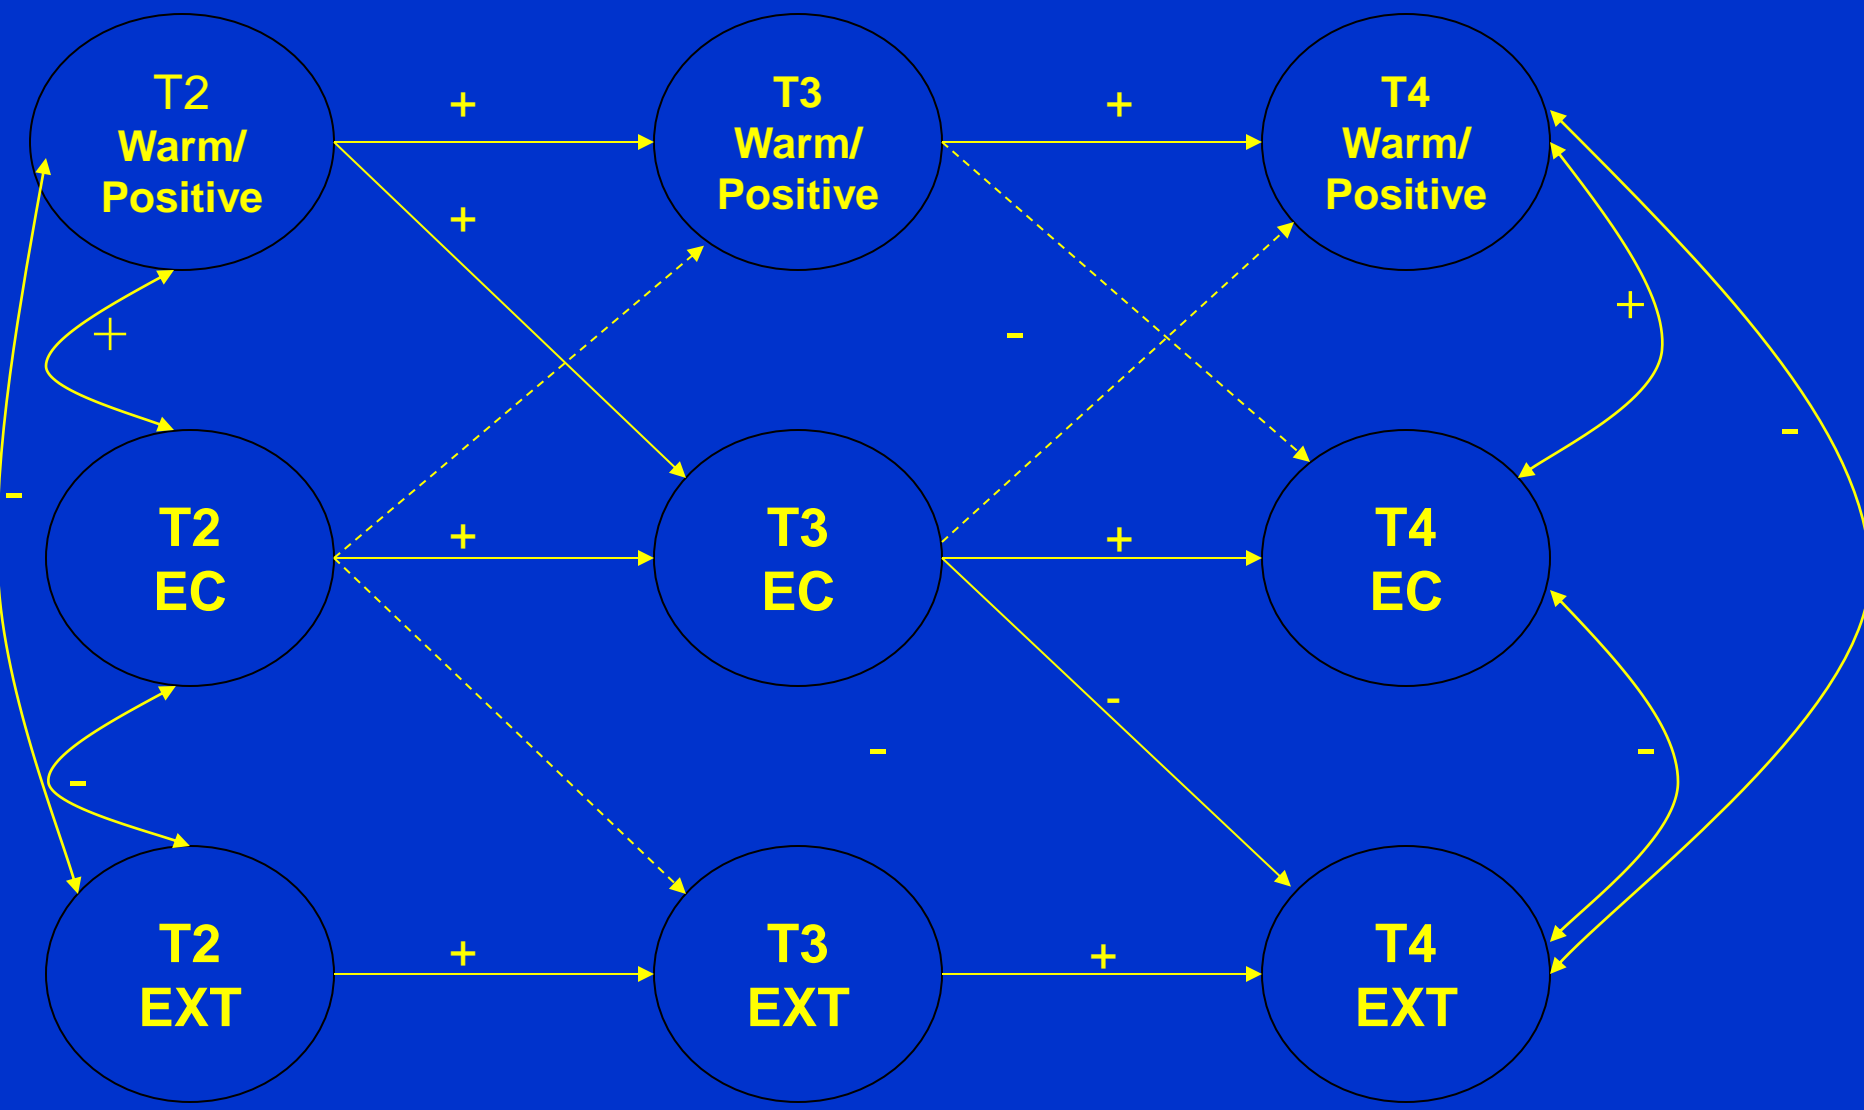 T2
Warm/
Positive
+
T3
Warm/
Positive
+
T4
Warm/
Positive
+
+
-
+
-
-
T2
EC
+
T3
EC
+
T4
EC
-
-
-
-
T2
EXT
+
T3
EXT
+
T4
EXT